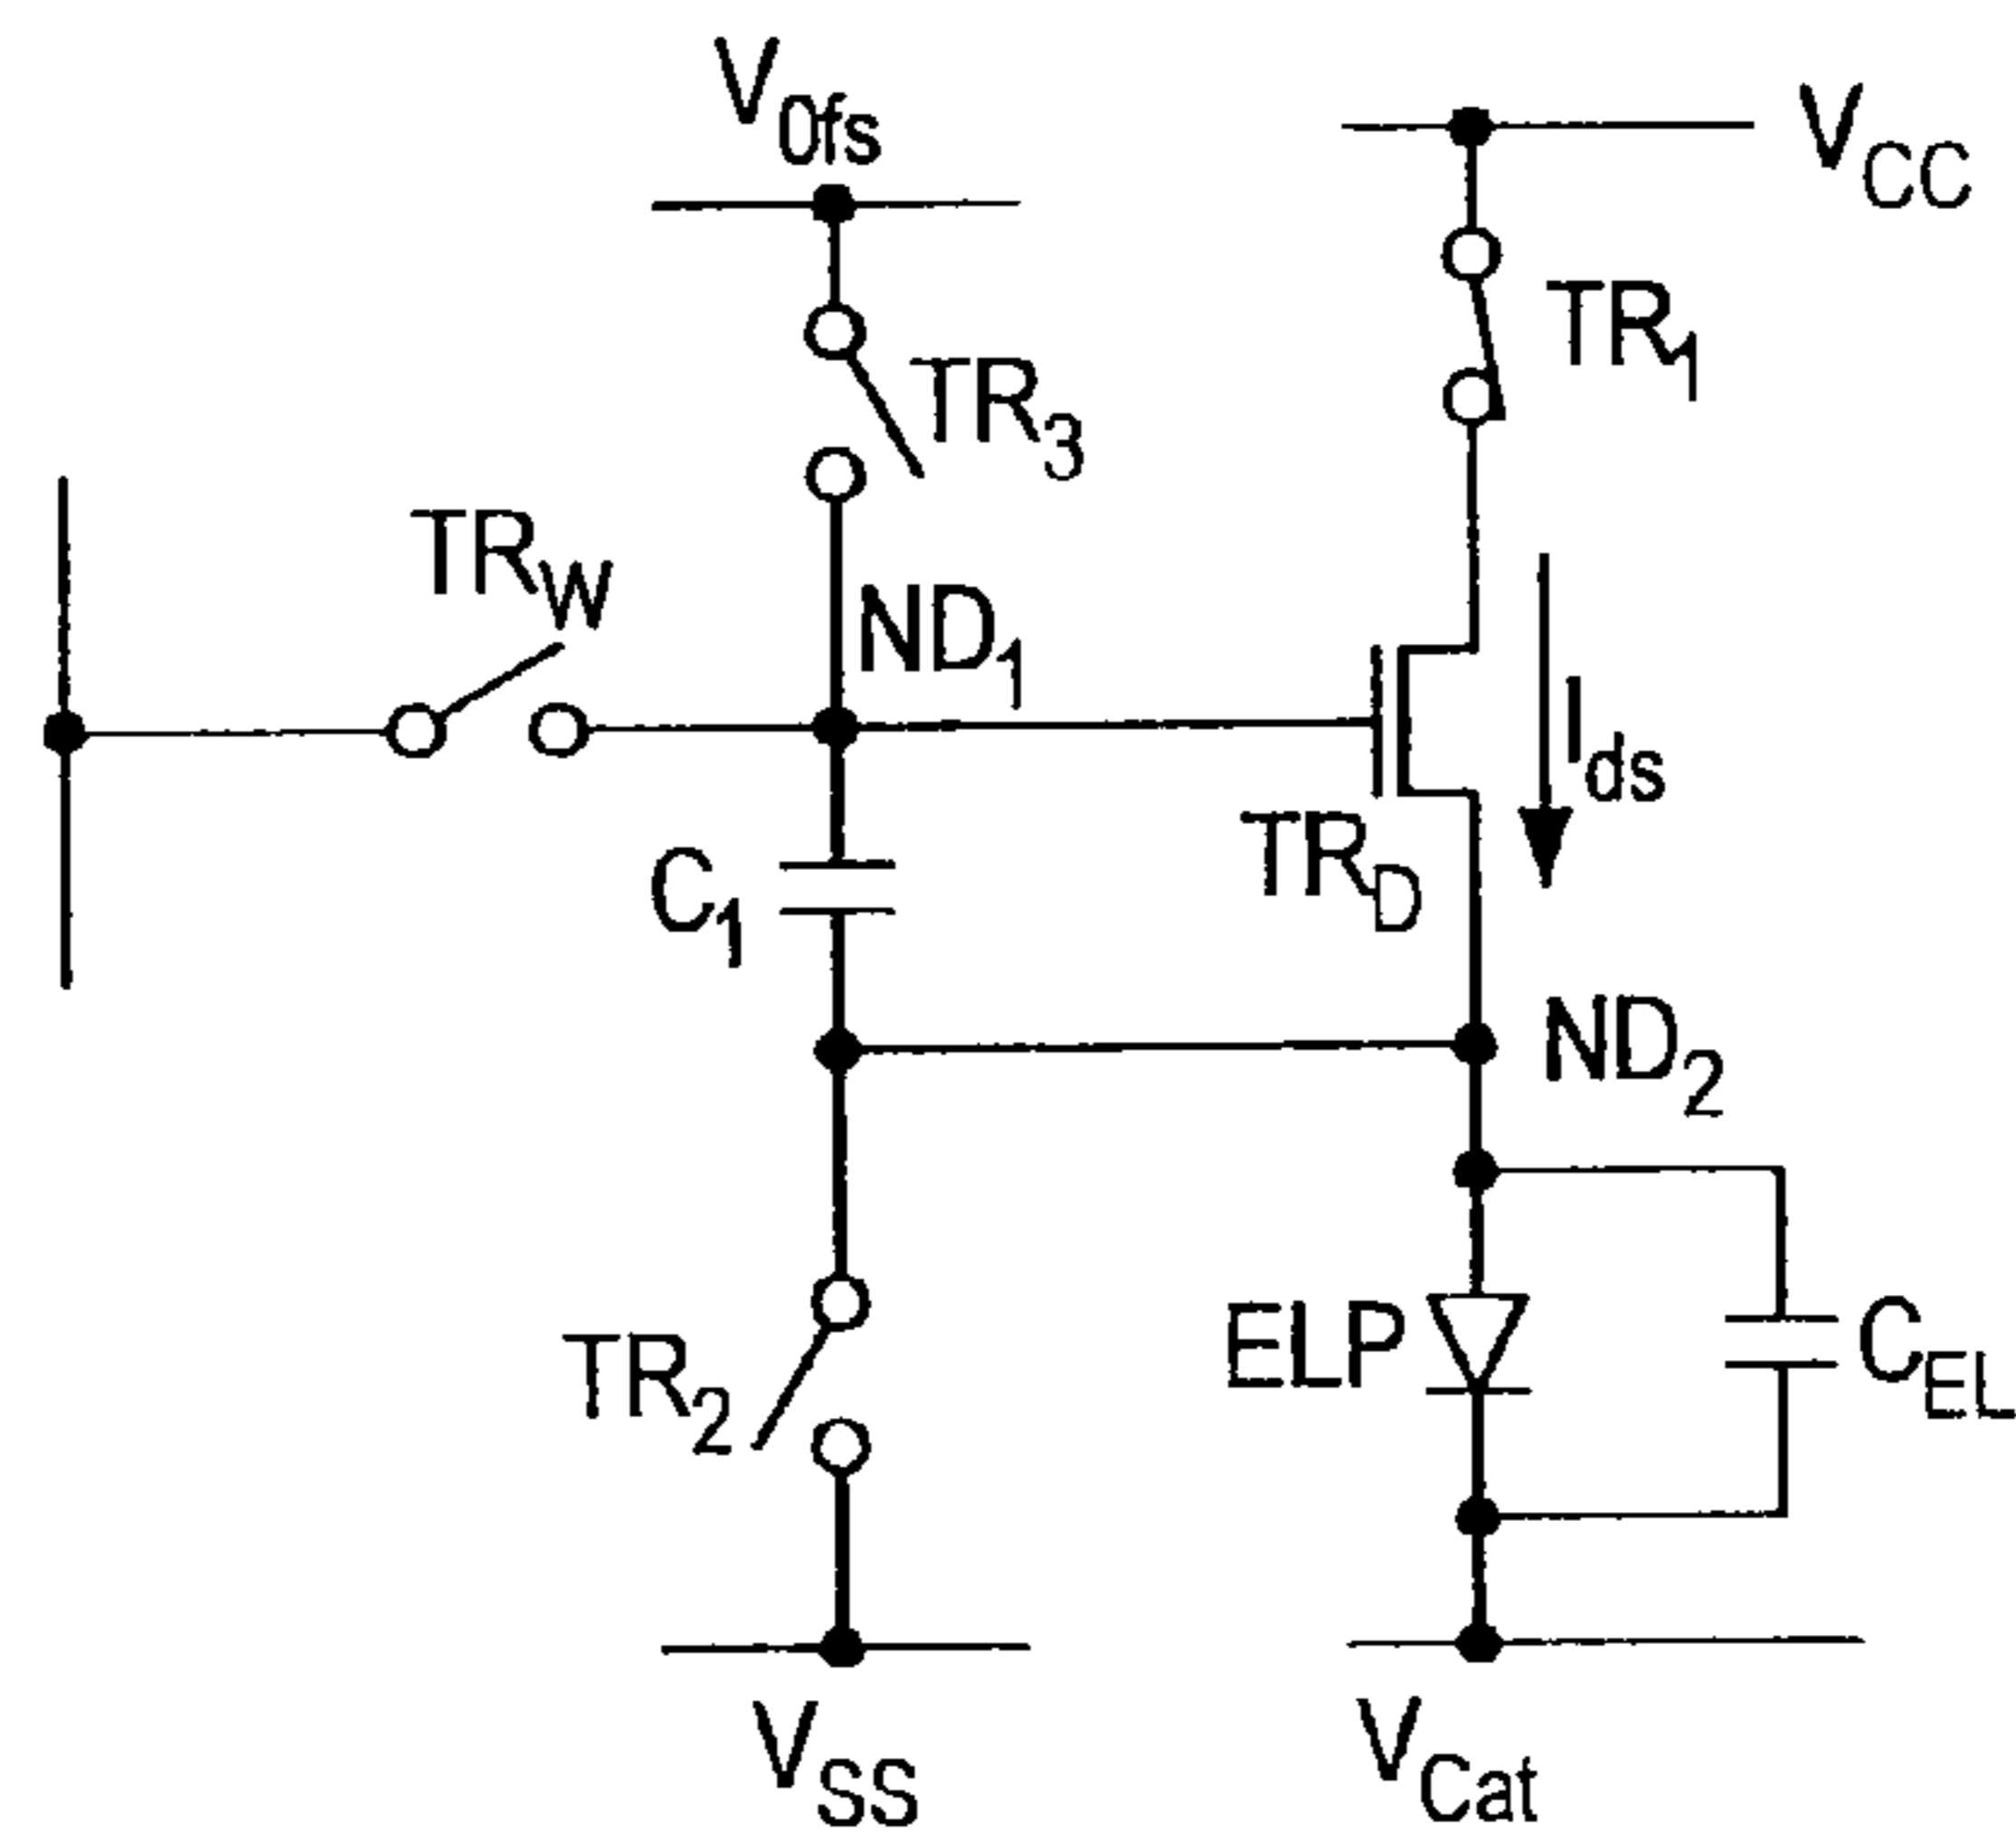 V0fs
VCC
TR1
TR3
TRW
ND1
Ids
C1
TRD
ND2
ELP
CEL
TR2
VSS
VCat